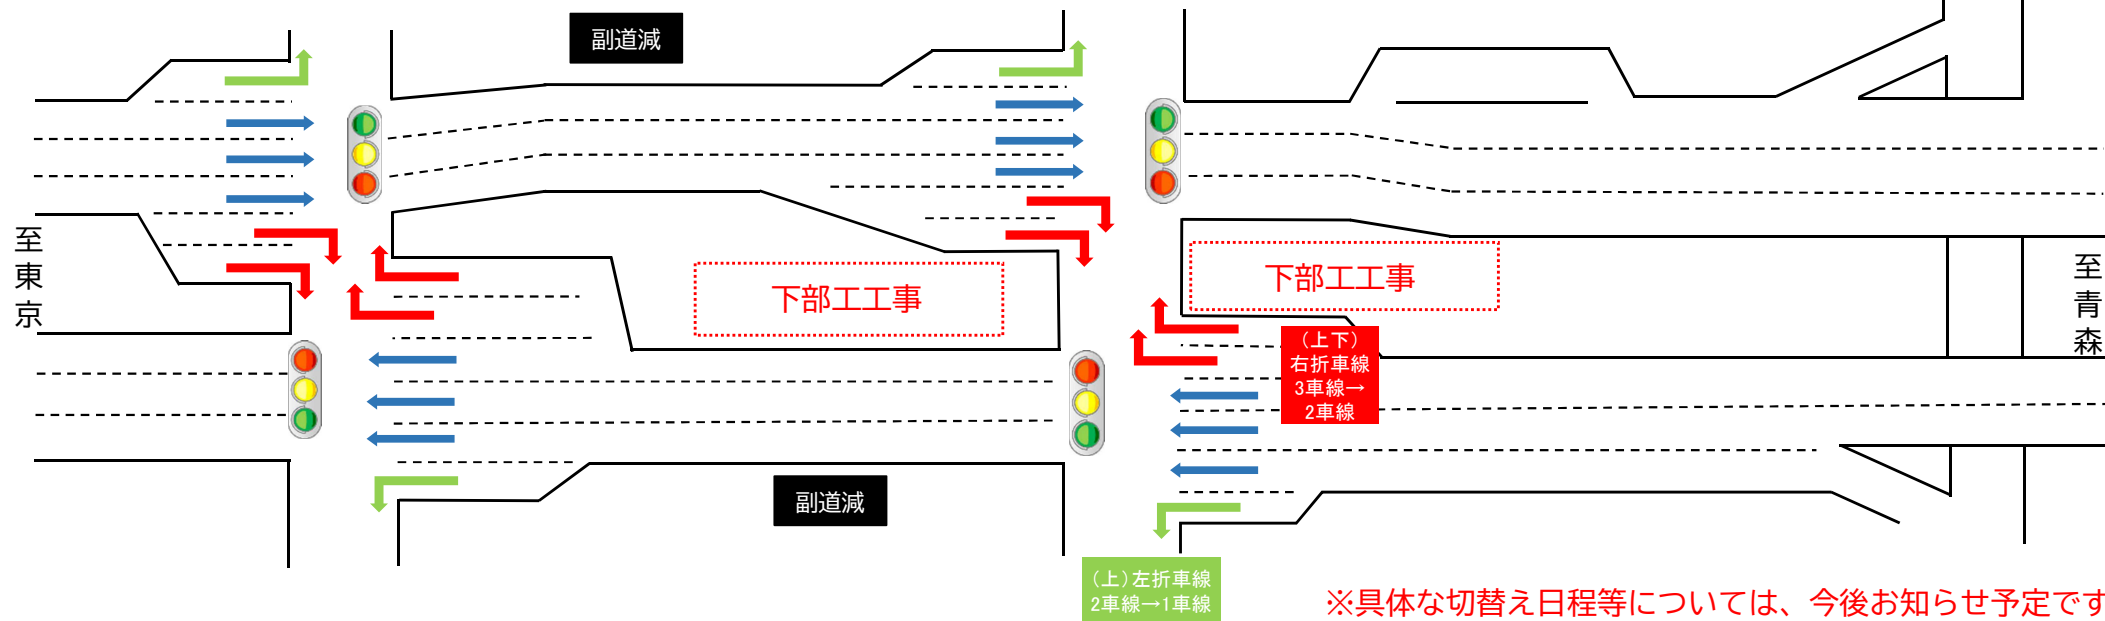 副道減
至東京
下部工工事
下部工工事
至青森
（上下）
右折車線
3車線→
2車線
副道減
（上）左折車線
2車線→1車線
※具体な切替え日程等については、今後お知らせ予定です